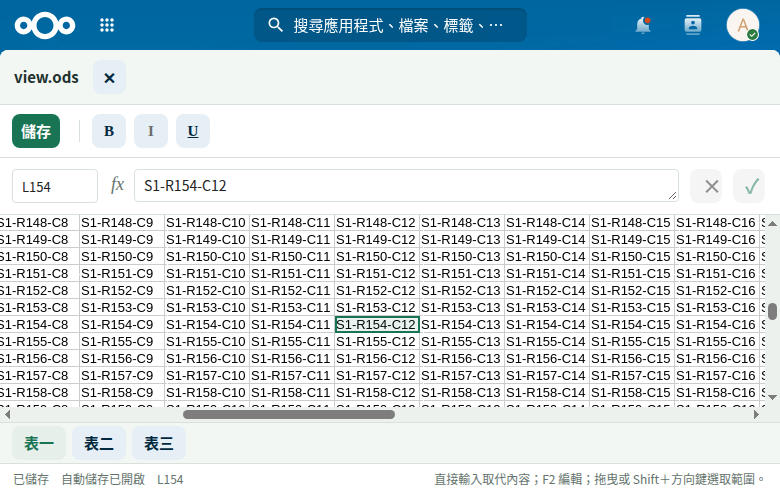 搜尋應用程式、檔案、標籤、…
A
view.ods
儲存 B I U
L154 fx S1-R154-C12
S1-R148-C8 S1-R148-C9 S1-R148-C10 S1-R148-C11 S1-R148-C12 S1-R148-C13 S1-R148-C14 S1-R148-C15 S1-R148-C16 S
S1-R149-C8 S1-R149-C9 S1-R149-C10 S1-R149-C11 S1-R149-C12 S1-R149-C13 S1-R149-C14 S1-R149-C15 S1-R149-C16 S
S1-R150-C8 S1-R150-C9 S1-R150-C10 S1-R150-C11 S1-R150-C12 S1-R150-C13 S1-R150-C14 S1-R150-C15 S1-R150-C16 S
S1-R151-C8 S1-R151-C9 S1-R151-C10 S1-R151-C11 S1-R151-C12 S1-R151-C13 S1-R151-C14 S1-R151-C15 S1-R151-C16 S
S1-R152-C8 S1-R152-C9 S1-R152-C10 S1-R152-C11 S1-R152-C12 S1-R152-C13 S1-R152-C14 S1-R152-C15 S1-R152-C16 S
S1-R153-C8 S1-R153-C9 S1-R153-C10 S1-R153-C11 S1-R153-C12 S1-R153-C13 S1-R153-C14 S1-R153-C15 S1-R153-C16 S
S1-R154-C8 S1-R154-C9 S1-R154-C10 S1-R154-C11 S1-R154-C12 S1-R154-C13 S1-R154-C14 S1-R154-C15 S1-R154-C16 S
S1-R155-C8 S1-R155-C9 S1-R155-C10 S1-R155-C11 S1-R155-C12 S1-R155-C13 S1-R155-C14 S1-R155-C15 S1-R155-C16 S
S1-R156-C8 S1-R156-C9 S1-R156-C10 S1-R156-C11 S1-R156-C12 S1-R156-C13 S1-R156-C14 S1-R156-C15 S1-R156-C16 S
S1-R157-C8 S1-R157-C9 S1-R157-C10 S1-R157-C11 S1-R157-C12 S1-R157-C13 S1-R157-C14 S1-R157-C15 S1-R157-C16 S
S1-R158-C8 S1-R158-C9 S1-R158-C10 S1-R158-C11 S1-R158-C12 S1-R158-C13 S1-R158-C14 S1-R158-C15 S1-R158-C16 S
表一 表二 表三
已儲存 自動儲存已開啟 L154 直接輸入取代內容；F2 編輯；拖曳或 Shift＋方向鍵選取範圍。